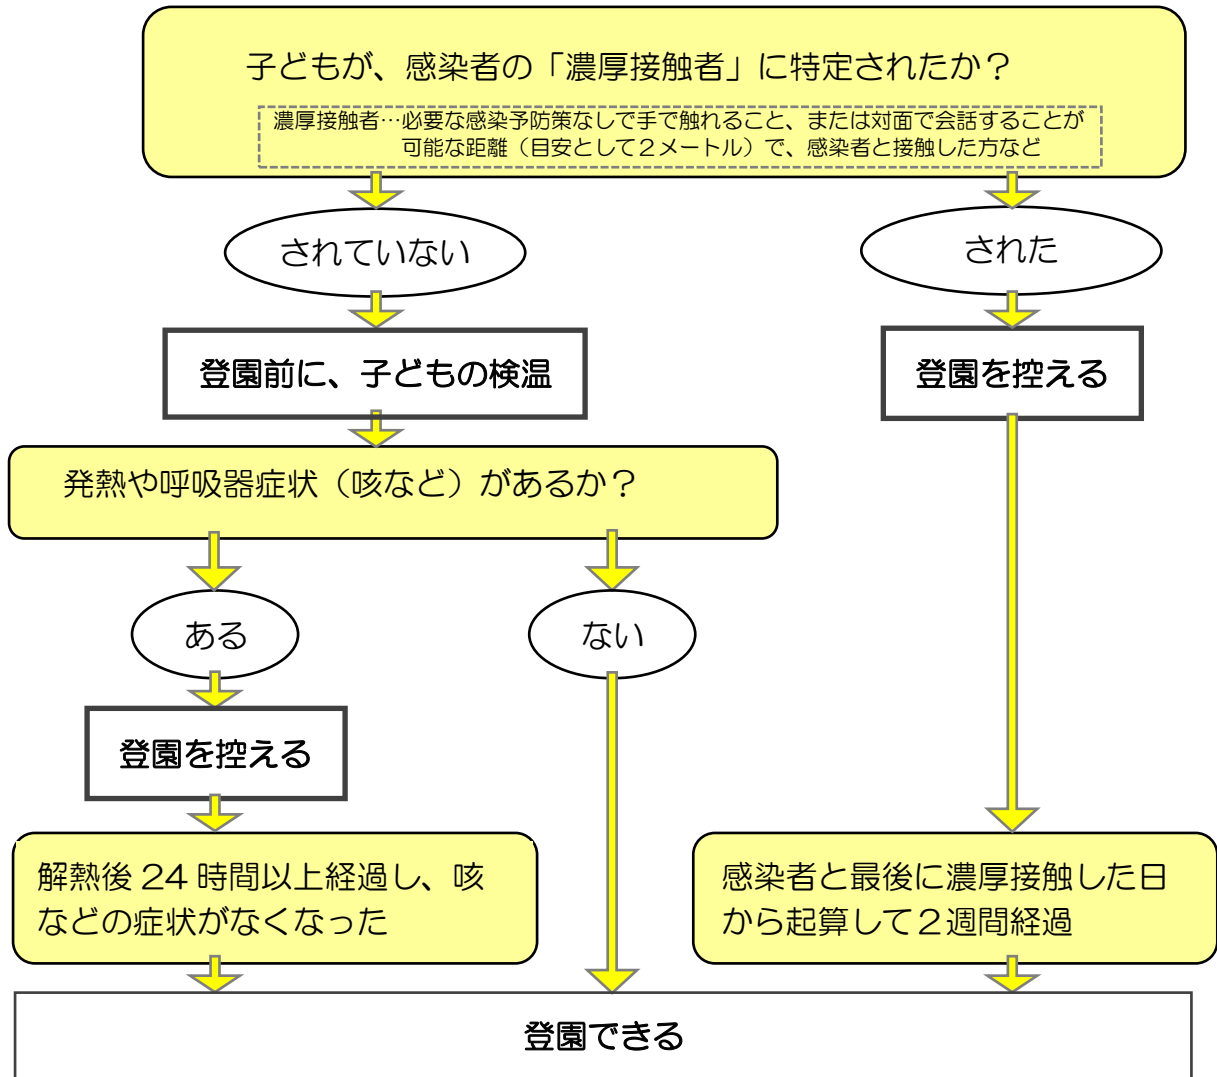 子どもが、感染者の「濃厚接触者」に特定されたか？
濃厚接触者…必要な感染予防策なしで手で触れること、または対面で会話することが
可能な距離（目安として２メートル）で、感染者と接触した方など
されていない
された
登園前に、子どもの検温
登園を控える
発熱や呼吸器症状（咳など）があるか？
ある
ない
登園を控える
解熱後 24 時間以上経過し、咳
などの症状がなくなった
感染者と最後に濃厚接触した日
から起算して２週間経過
登園できる